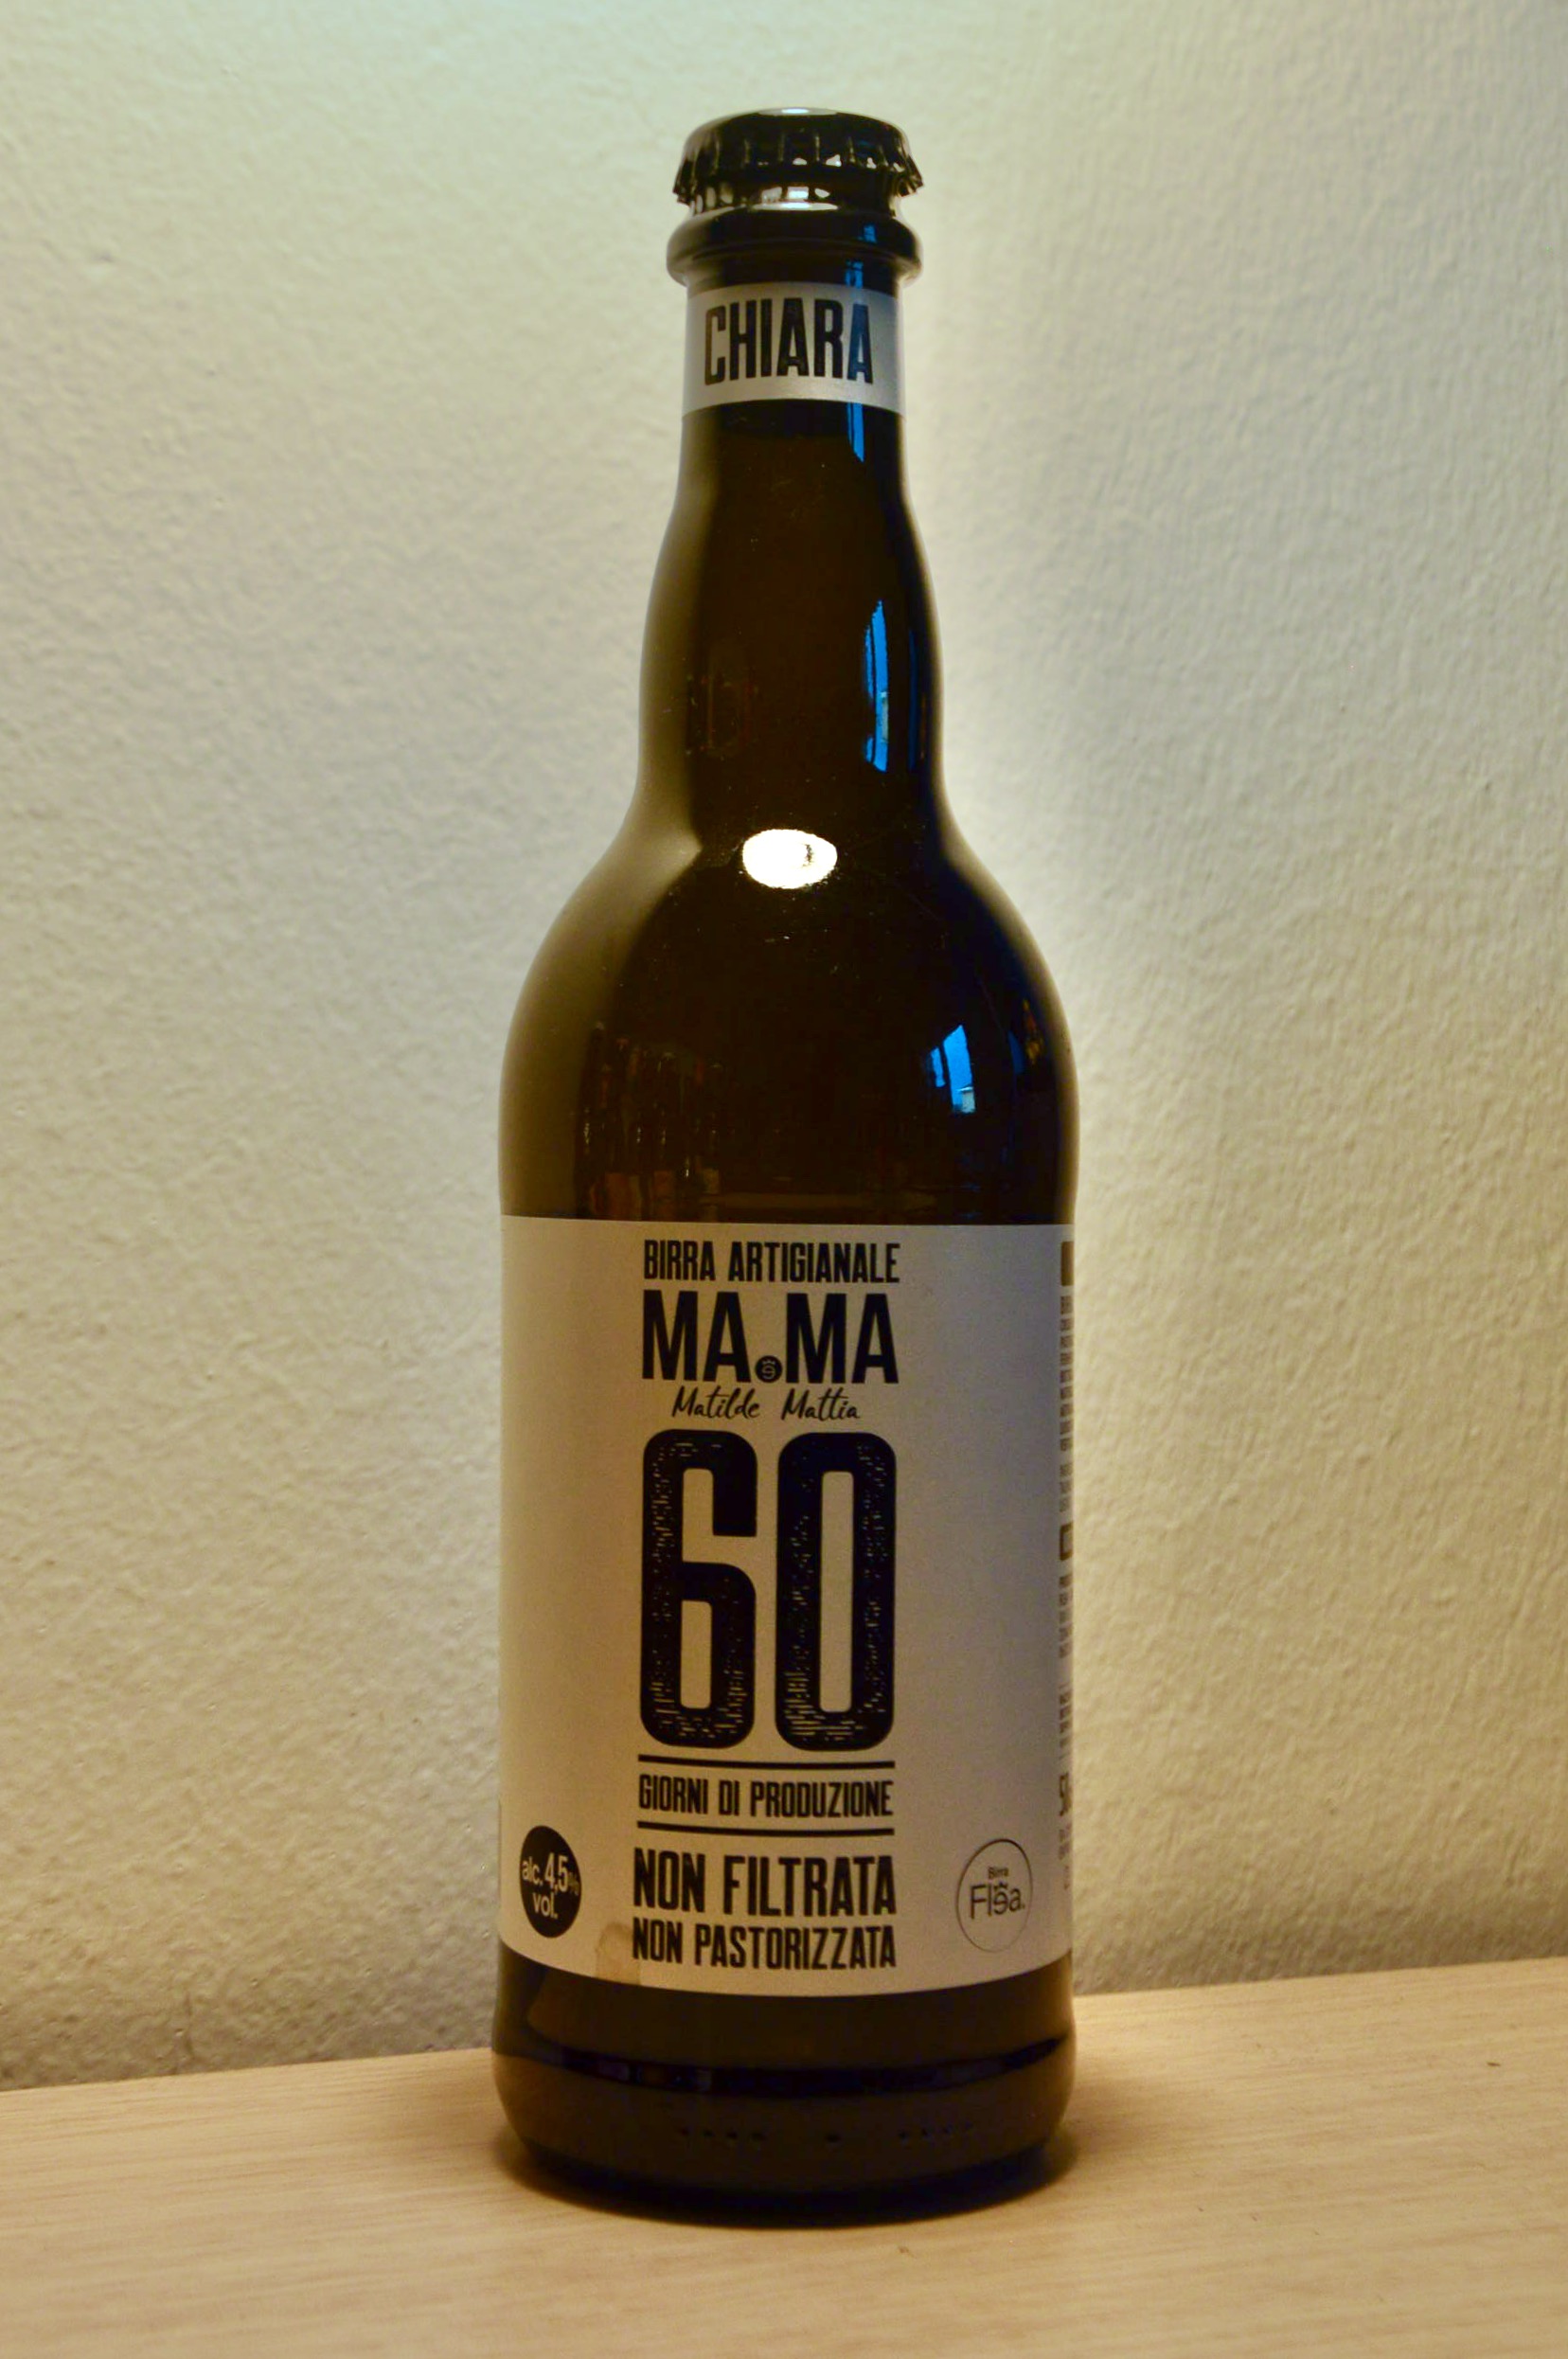 CHIARA
BIRRA ARTIGIANALE
MA.MA
Matilde Mattia
60
GIORNI DI PRODUZIONE
NON FILTRATA
NON PASTORIZZATA
alc. 4,5%
vol.
Birra
Flea.